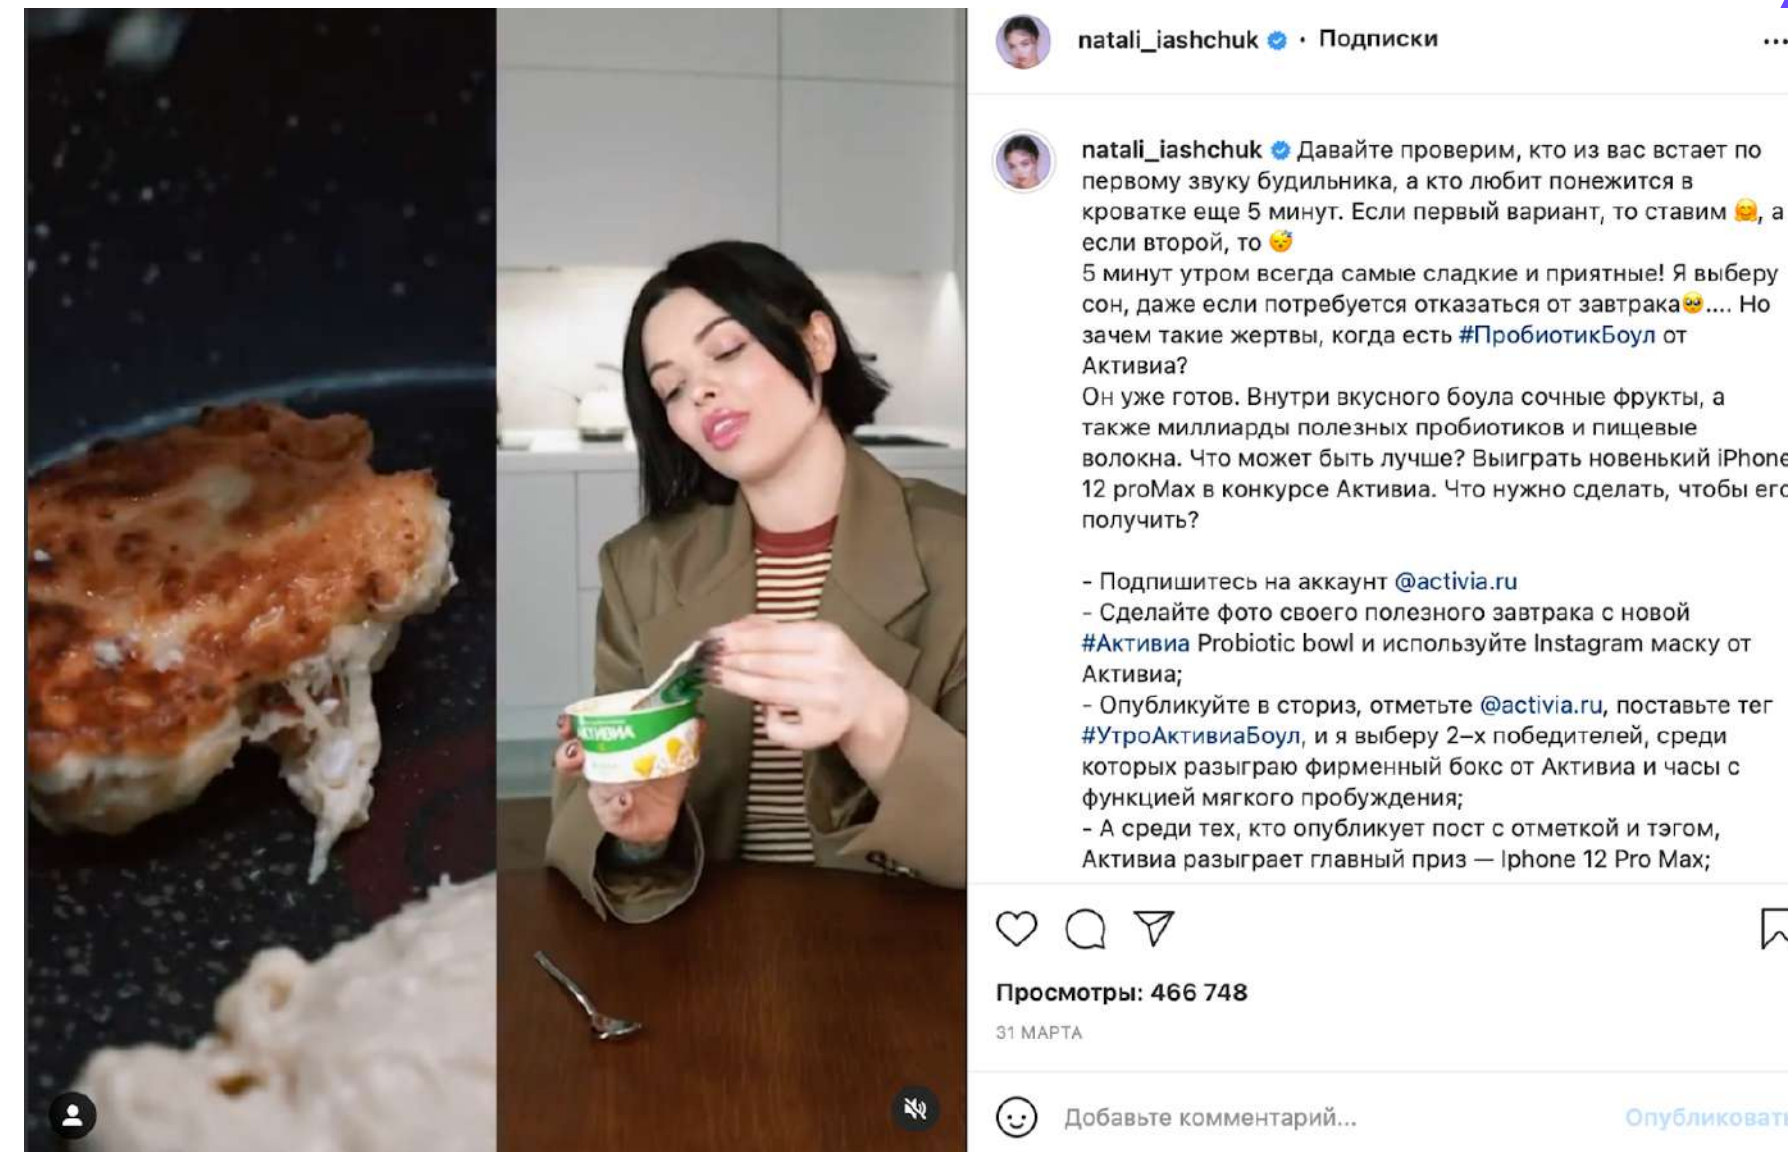 natali_iashchuk • Подписки
natali_iashchuk Давайте проверим, кто из вас встает по
первому звуку будильника, а кто любит понежится в
кроватке еще 5 минут. Если первый вариант, то ставим 🤗, а
если второй, то 😴
5 минут утром всегда самые сладкие и приятные! Я выберу
сон, даже если потребуется отказаться от завтрака🥺.... Но
зачем такие жертвы, когда есть #ПробиотикБоул от
Активиа?
Он уже готов. Внутри вкусного боула сочные фрукты, а
также миллиарды полезных пробиотиков и пищевые
волокна. Что может быть лучше? Выиграть новенький iPhone
12 proMax в конкурсе Активиа. Что нужно сделать, чтобы его
получить?
- Подпишитесь на аккаунт @activia.ru
- Сделайте фото своего полезного завтрака с новой
#Активиа Probiotic bowl и используйте Instagram маску от
Активиа;
- Опубликуйте в сториз, отметьте @activia.ru, поставьте тег
#УтроАктивиаБоул, и я выберу 2–х победителей, среди
которых разыграю фирменный бокс от Активиа и часы с
функцией мягкого пробуждения;
- А среди тех, кто опубликует пост с отметкой и тэгом,
Активиа разыграет главный приз — Iphone 12 Pro Max;
Просмотры: 466 748
31 МАРТА
Добавьте комментарий...
Опубликовать
АКТИВИА